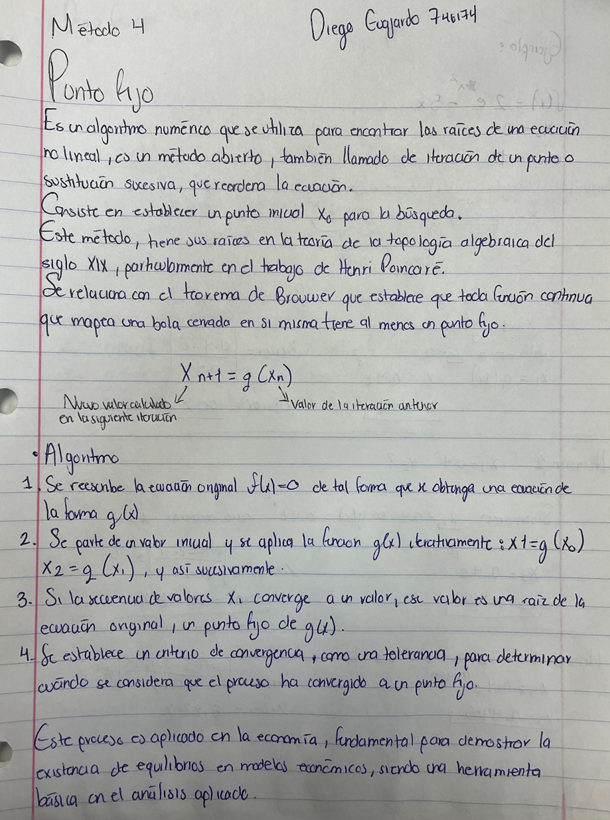 Método 4
Diego Guajardo 746174
Punto fijo
Es un algoritmo numérico que se utiliza para encontrar las raíces de una ecuación
no lineal, es un método abierto, también llamado de iteración de un punto o
sustitución sucesiva, que reordena la ecuación.
Consiste en establecer un punto inicial x₀ para la búsqueda.
Este método, tiene sus raíces en la teoría de la topología algebraica del
siglo XIX, particularmente en el trabajo de Henri Poincaré.
Se relaciona con el teorema de Brouwer que establece que toda función continua
que mapea una bola cerrada en si misma tiene al menos un punto fijo.
Xn+1 = g(xn)
Nuevo valor calculado
en la siguiente iteración
Valor de la iteración anterior
• Algoritmo
1. Se reescribe la ecuación original f(x)=0 de tal forma que se obtenga una ecuación de
la forma g(x)
2. Se parte de un valor inicial y se aplica la funcion g(x) iterativamente: x1=g(x₀)
x2=g(x₁), y así sucesivamente.
3. Si la secuencia de valores x, converge a un valor, ese valor es una raíz de la
ecuación original, un punto fijo de g(x).
4. Se establece un criterio de convergencia, como una tolerancia, para determinar
cuándo se considera que el proceso ha convergido a un punto fijo.
Este proceso es aplicado en la economía, fundamental para demostrar la
existencia de equilibrios en modelos económicos, siendo una herramienta
básica en el análisis aplicado.